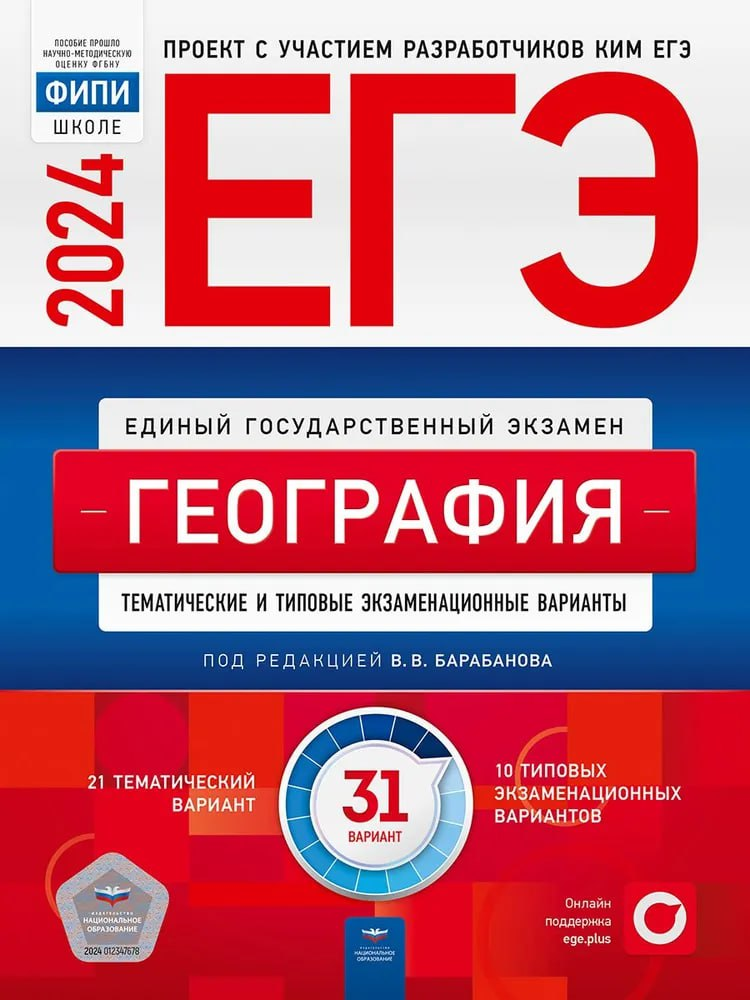 ПОСОБИЕ ПРОШЛО
НАУЧНО-МЕТОДИЧЕСКУЮ
ОЦЕНКУ ФГБНУ
ФИПИ
ШКОЛЕ
ПРОЕКТ С УЧАСТИЕМ РАЗРАБОТЧИКОВ КИМ ЕГЭ
2024
ЕГЭ
ЕДИНЫЙ ГОСУДАРСТВЕННЫЙ ЭКЗАМЕН
– ГЕОГРАФИЯ –
ТЕМАТИЧЕСКИЕ И ТИПОВЫЕ ЭКЗАМЕНАЦИОННЫЕ ВАРИАНТЫ
ПОД РЕДАКЦИЕЙ В. В. БАРАБАНОВА
21 ТЕМАТИЧЕСКИЙ
ВАРИАНТ
31
ВАРИАНТ
10 ТИПОВЫХ
ЭКЗАМЕНАЦИОННЫХ
ВАРИАНТОВ
ИЗДАТЕЛЬСТВО
НАЦИОНАЛЬНОЕ
ОБРАЗОВАНИЕ
2024 012347678
ИЗДАТЕЛЬСТВО
НАЦИОНАЛЬНОЕ
ОБРАЗОВАНИЕ
Онлайн
поддержка
ege.plus